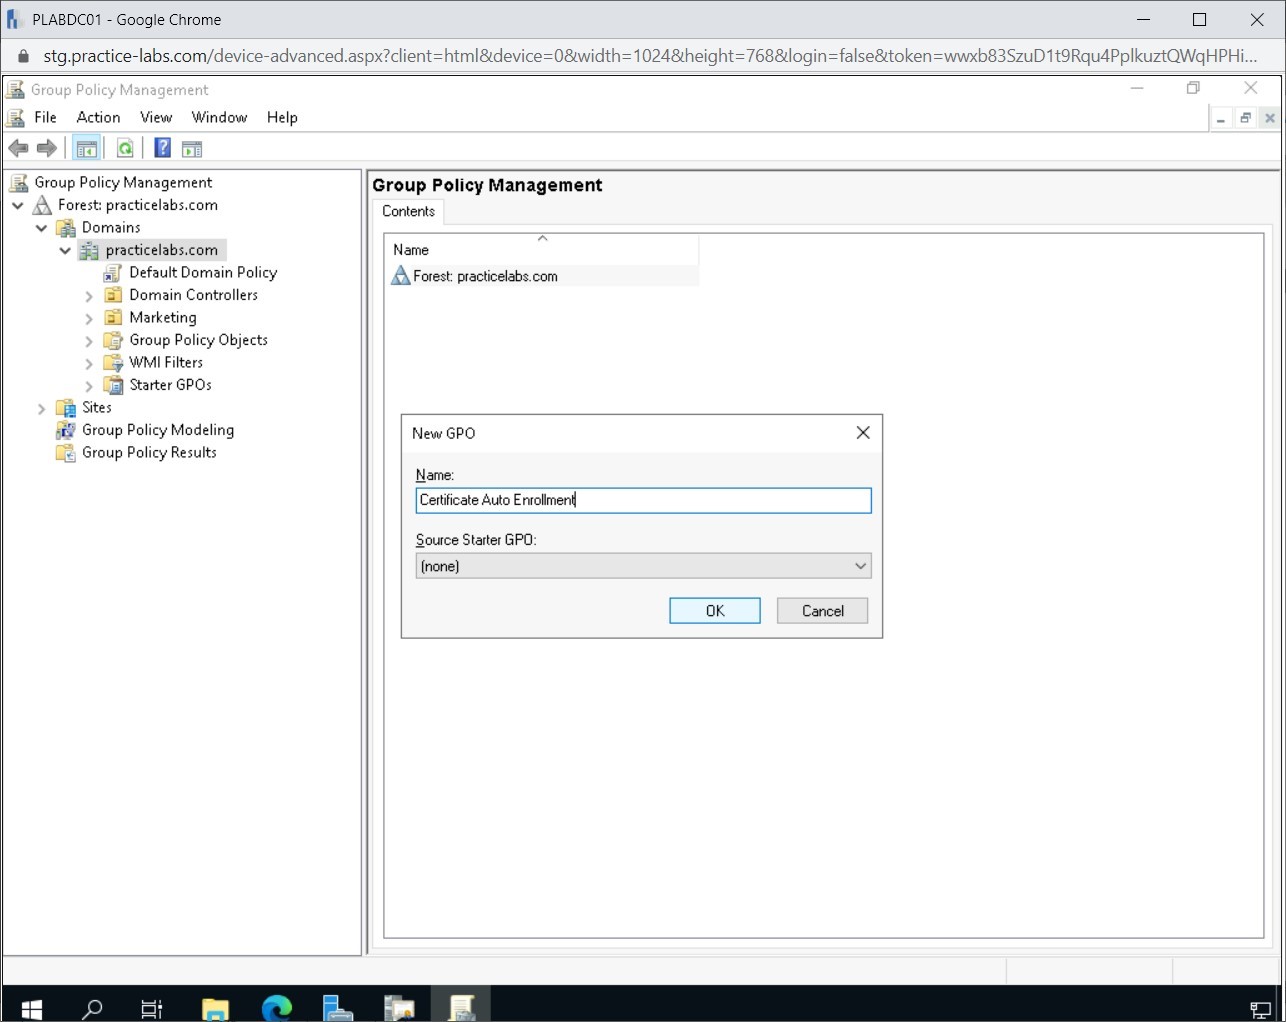 PLABDC01 - Google Chrome
stg.practice-labs.com/device-advanced.aspx?client=html&device=0&width=1024&height=768&login=false&token=wwxb83SzuD1t9Rqu4PplkuztQWqHPHi...
Group Policy Management
File Action View Window Help
Group Policy Management
Forest: practicelabs.com
Domains
practicelabs.com
Default Domain Policy
Domain Controllers
Marketing
Group Policy Objects
WMI Filters
Starter GPOs
Sites
Group Policy Modeling
Group Policy Results
Group Policy Management
Contents
Name
Forest: practicelabs.com
New GPO
Name:
Certificate Auto Enrollment
Source Starter GPO:
(none)
OK Cancel